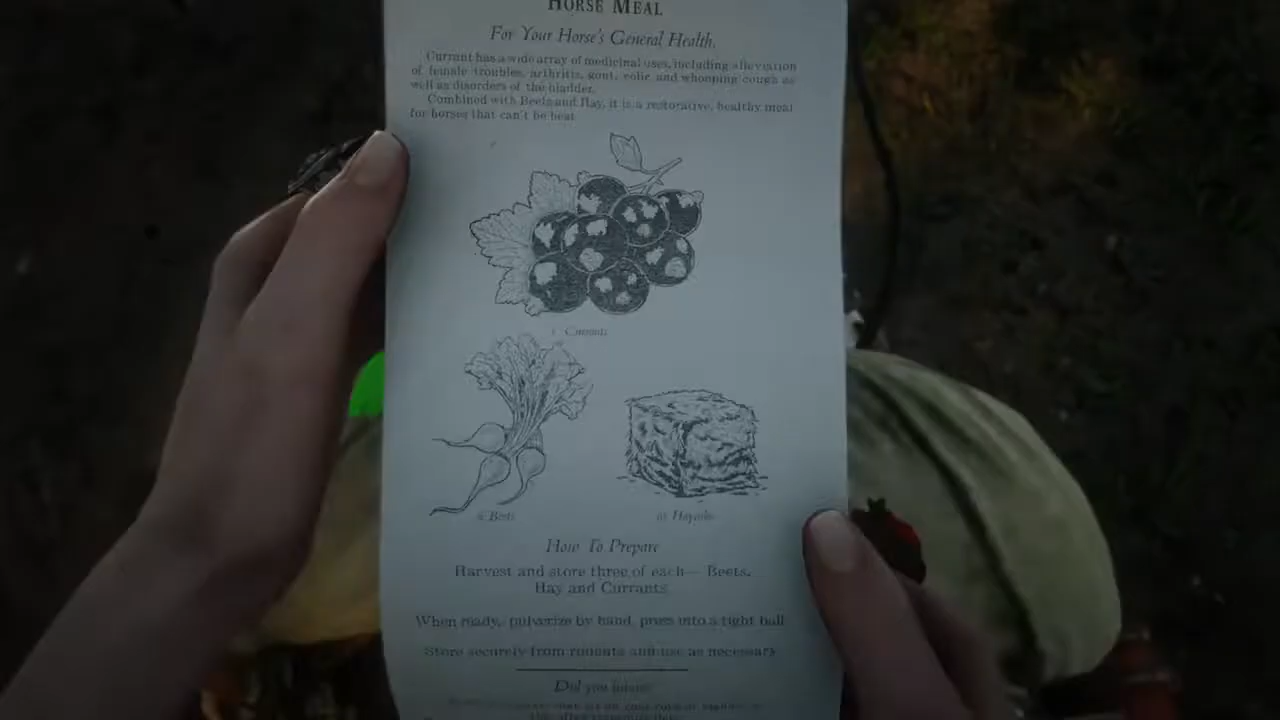 HORSE MEAL
For Your Horse's General Health.
Currant has a wide array of medicinal uses, including alleviation
of female troubles, arthritis, gout, colic and whooping cough as
well as disorders of the bladder.
Combined with Beets and Hay, it is a restorative, healthy meal
for horses that can't be beat
i. Currants
ii. Beets
iii. Haycube
How To Prepare
Harvest and store three of each— Beets,
Hay and Currants
When ready, pulverize by hand, press into a tight ball
Store securely from rodents and use as necessary
Did you know